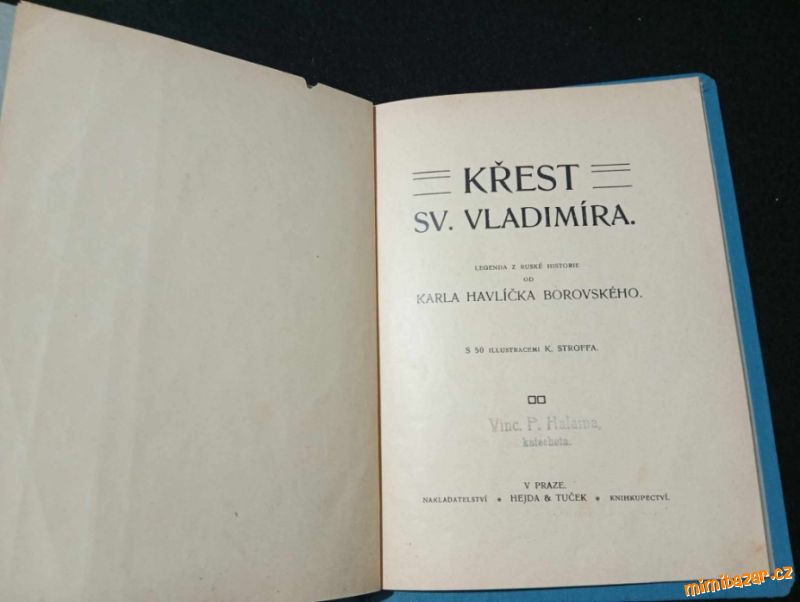 KŘEST
SV. VLADIMÍRA.
LEGENDA Z RUSKÉ HISTORIE
OD
KARLA HAVLÍČKA BOROVSKÉHO.
S 50 ILLUSTRACEMI K. STROFFA.
Vinc. P. Halama,
katecheta.
V PRAZE.
NAKLADATELSTVÍ * HEJDA & TUČEK * KNIHKUPECTVÍ.
mimibazar.cz